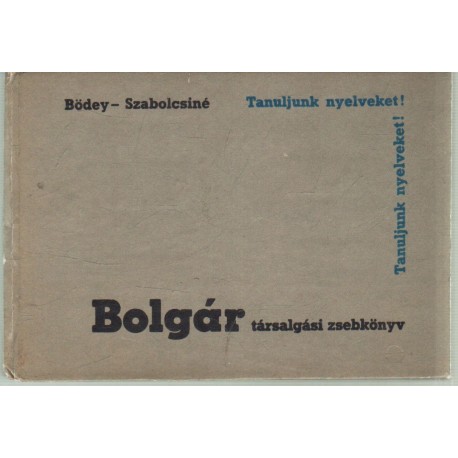 Bödey – Szabolcsiné
Tanuljunk nyelveket!
Tanuljunk nyelveket!
Bolgár társalgási zsebkönyv